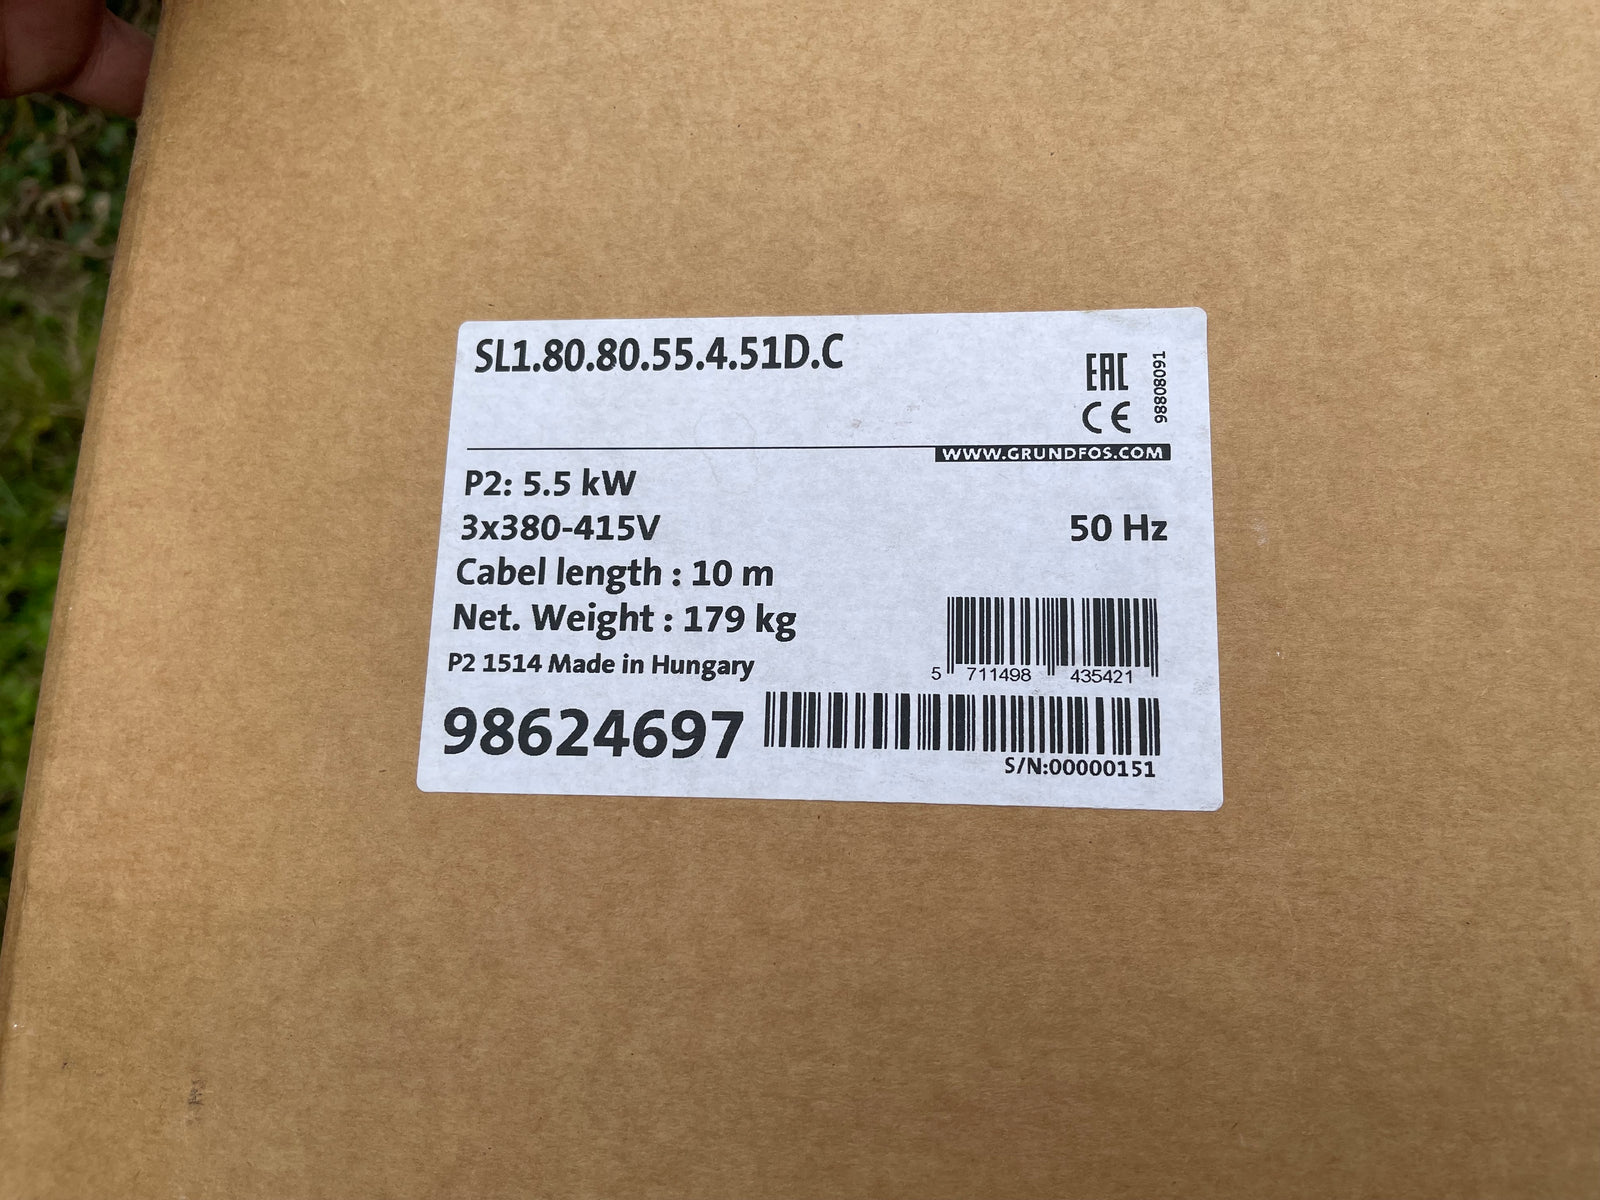 SL1.80.80.55.4.51D.C
EAC
CE
98808091
WWW.GRUNDFOS.COM
P2: 5.5 kW
3x380-415V
50 Hz
Cabel length : 10 m
Net. Weight : 179 kg
P2 1514 Made in Hungary
5 711498 435421
98624697
S/N:00000151